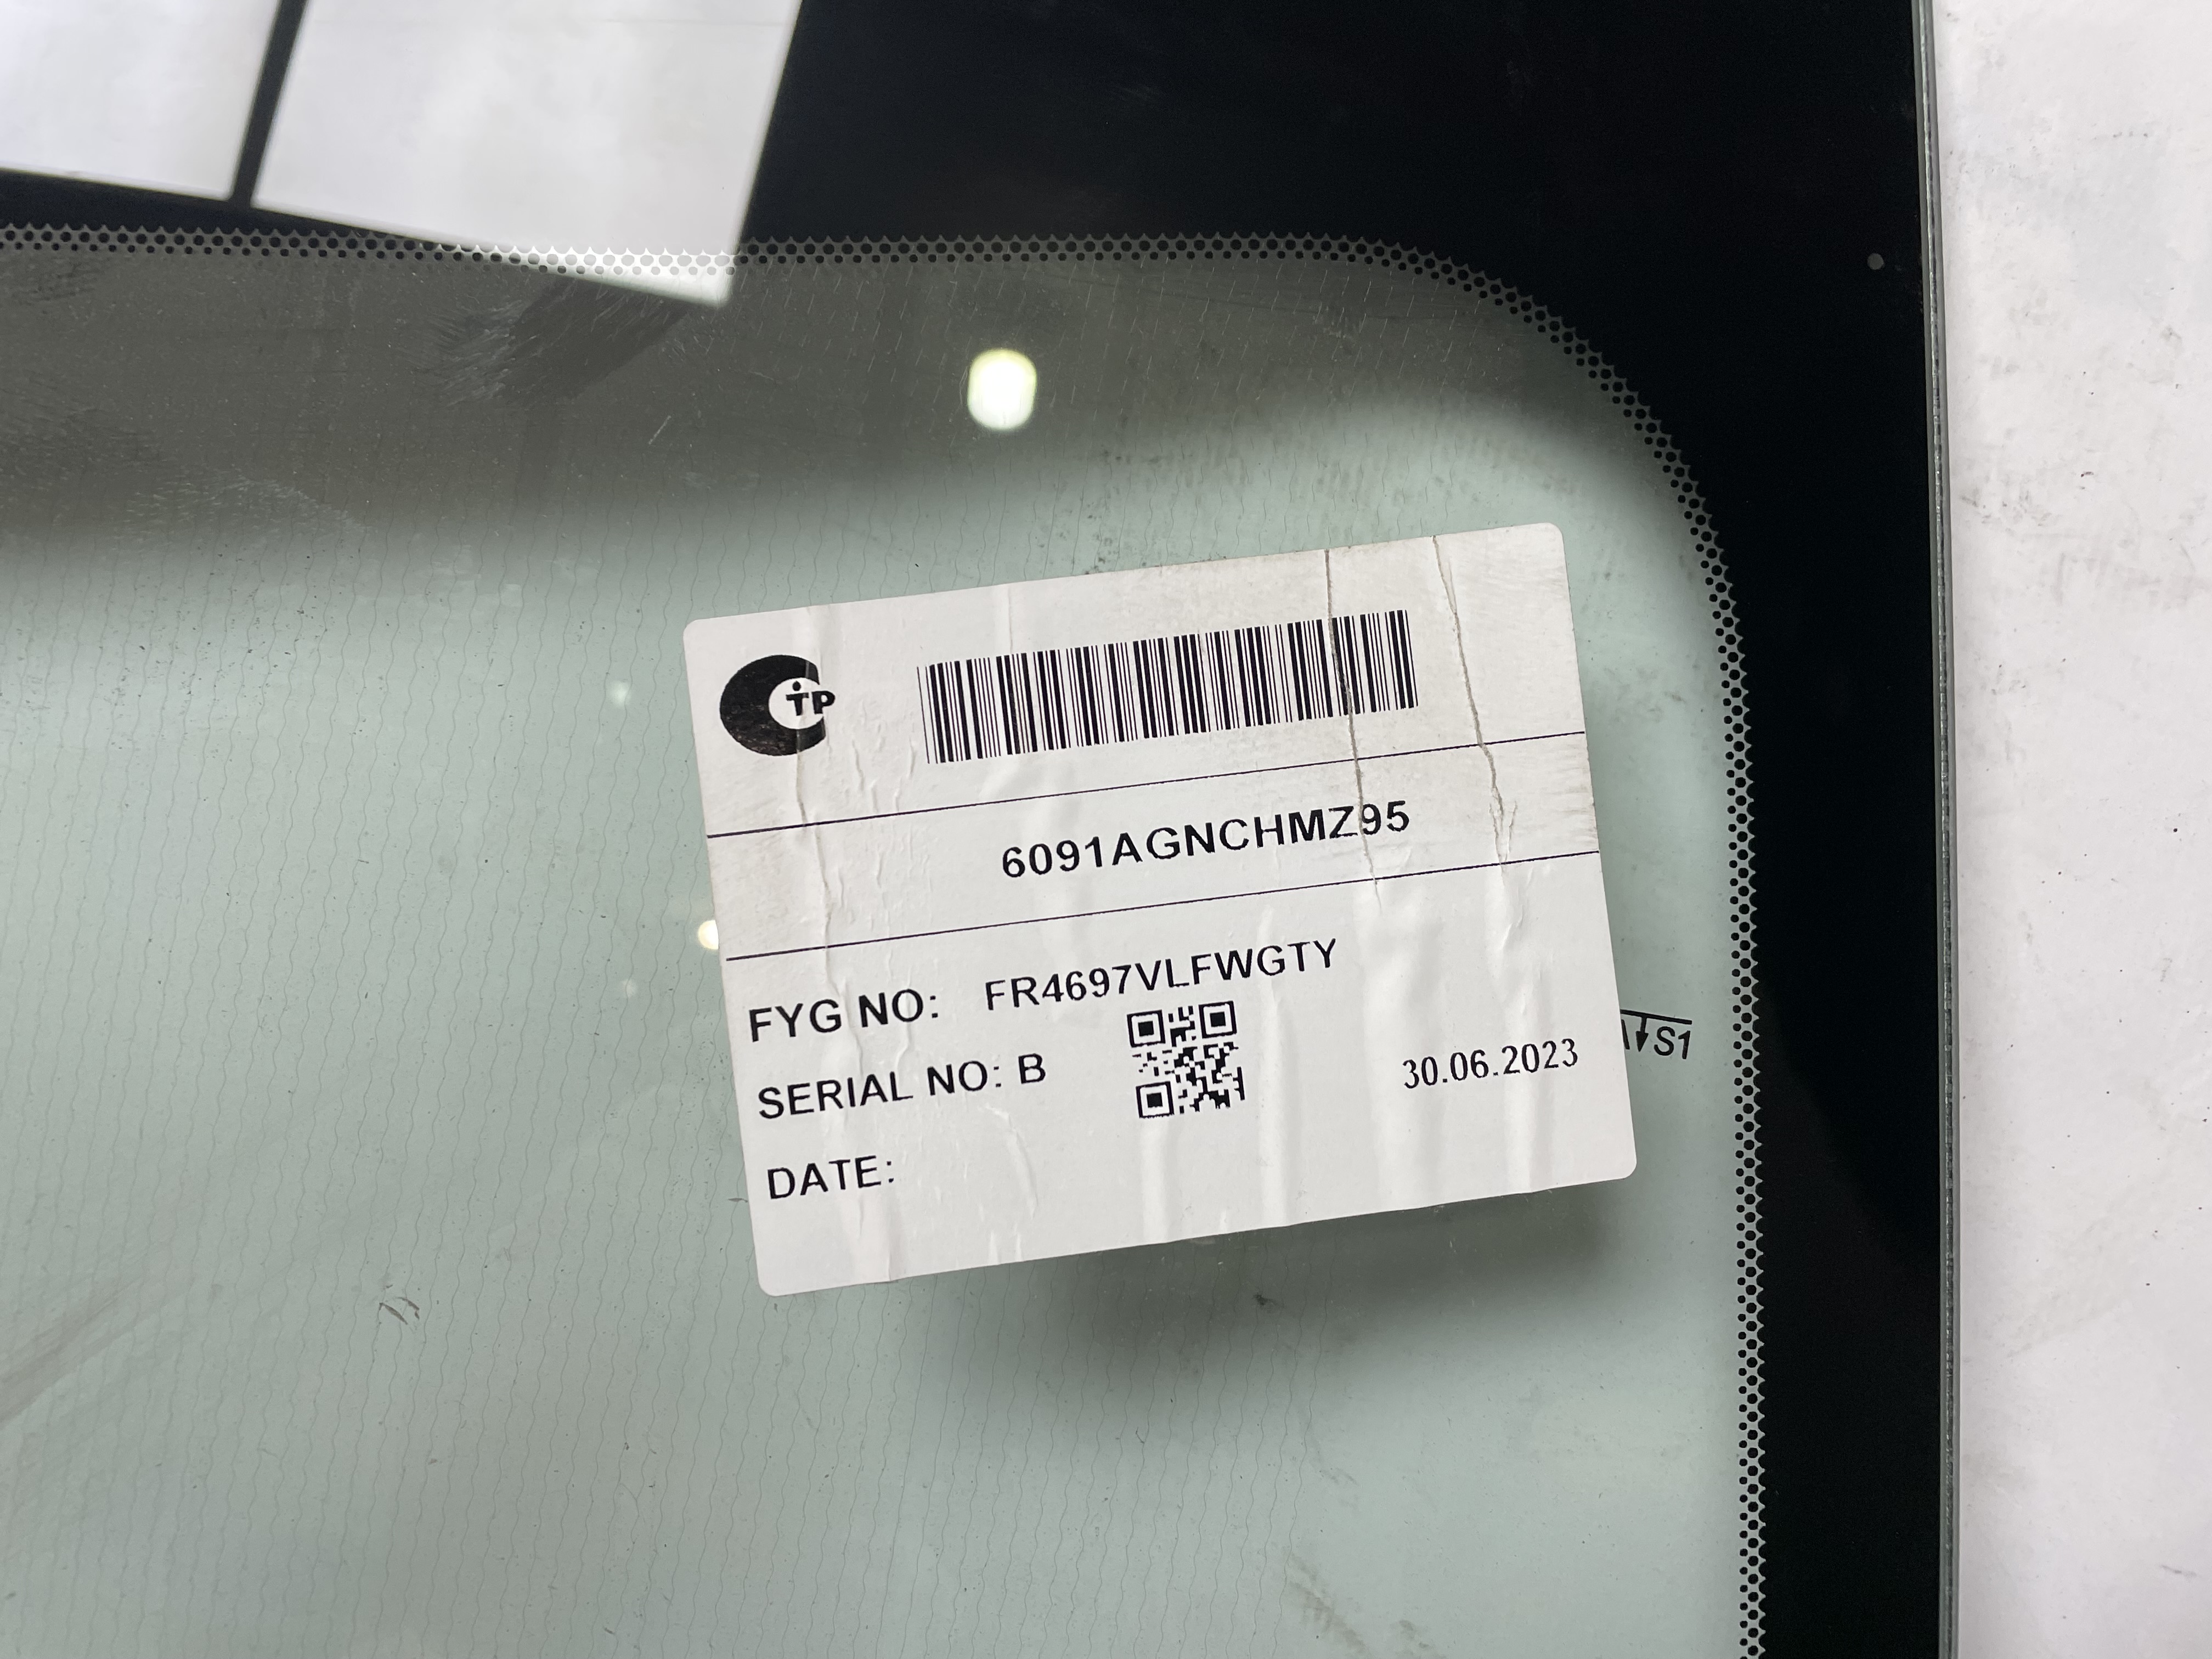 TP
6091AGNCHMZ95
FYG NO: FR4697VLFWGTY
SERIAL NO: B
30.06.2023
DATE:
S1